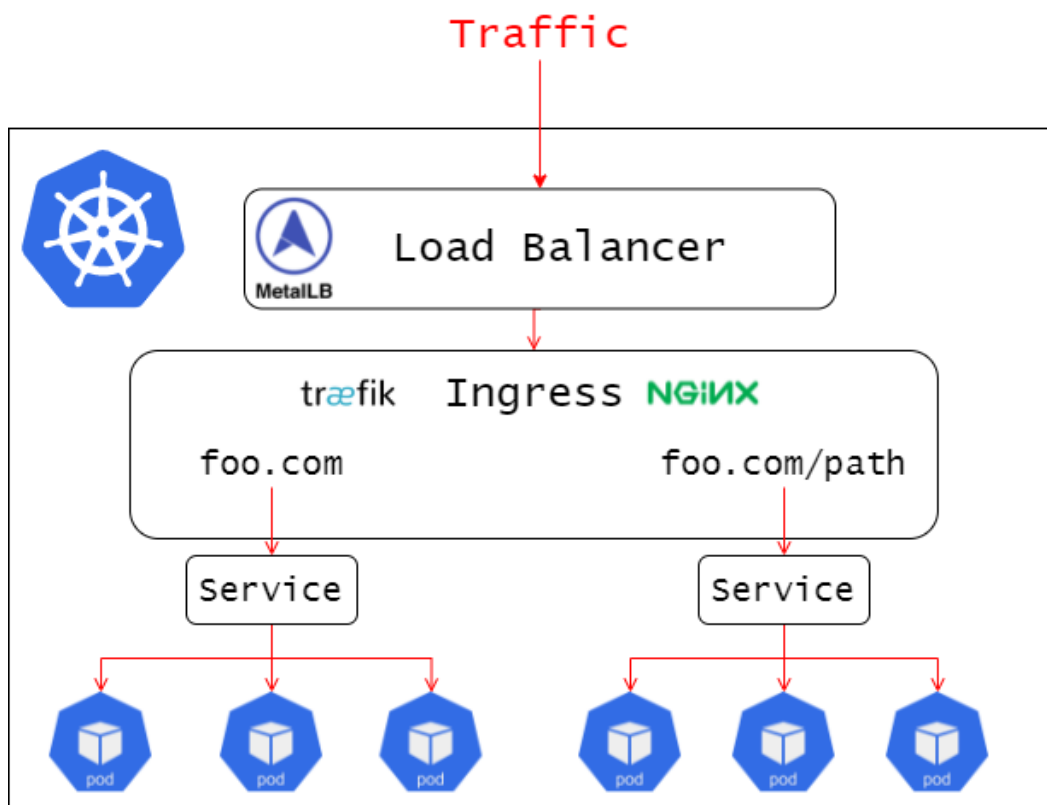 Traffic
Load Balancer
MetalLB
træfik Ingress NGINX
foo.com foo.com/path
Service Service
pod pod pod pod pod pod